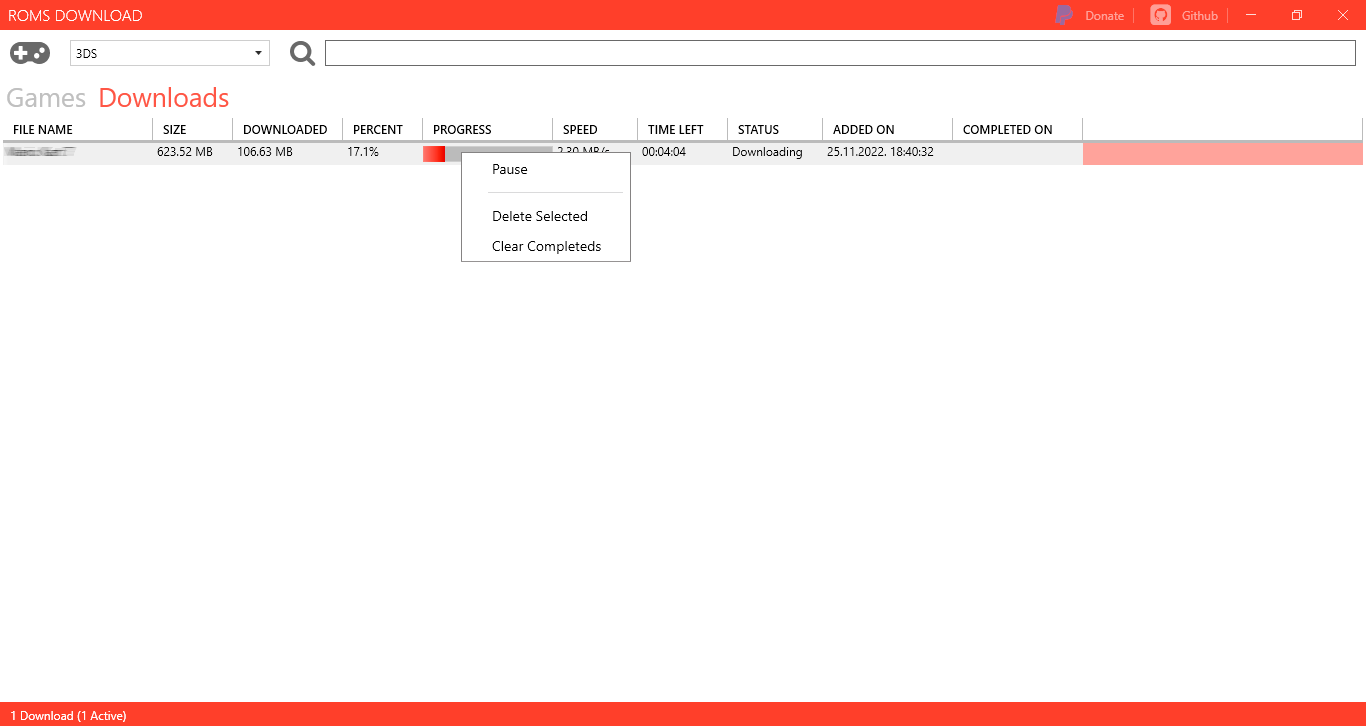 ROMS DOWNLOAD Donate Github
3DS
Games Downloads
FILE NAME SIZE DOWNLOADED PERCENT PROGRESS SPEED TIME LEFT STATUS ADDED ON COMPLETED ON
623.52 MB 106.63 MB 17.1% 2.30 MB/s 00:04:04 Downloading 25.11.2022. 18:40:32
Pause
Delete Selected
Clear Completeds
1 Download (1 Active)